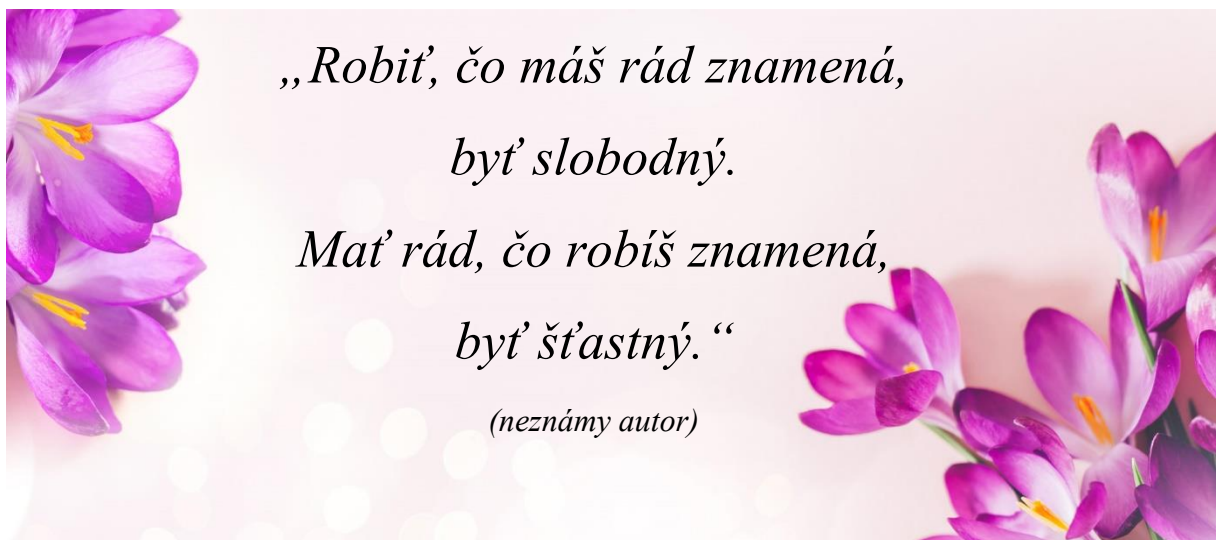 „Robiť, čo máš rád znamená,
byť slobodný.
Mať rád, čo robíš znamená,
byť šťastný.“
(neznámy autor)